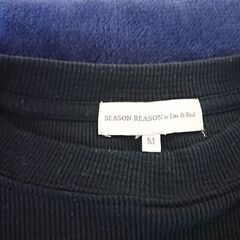 SEASON REASON by Lin. & Red
M